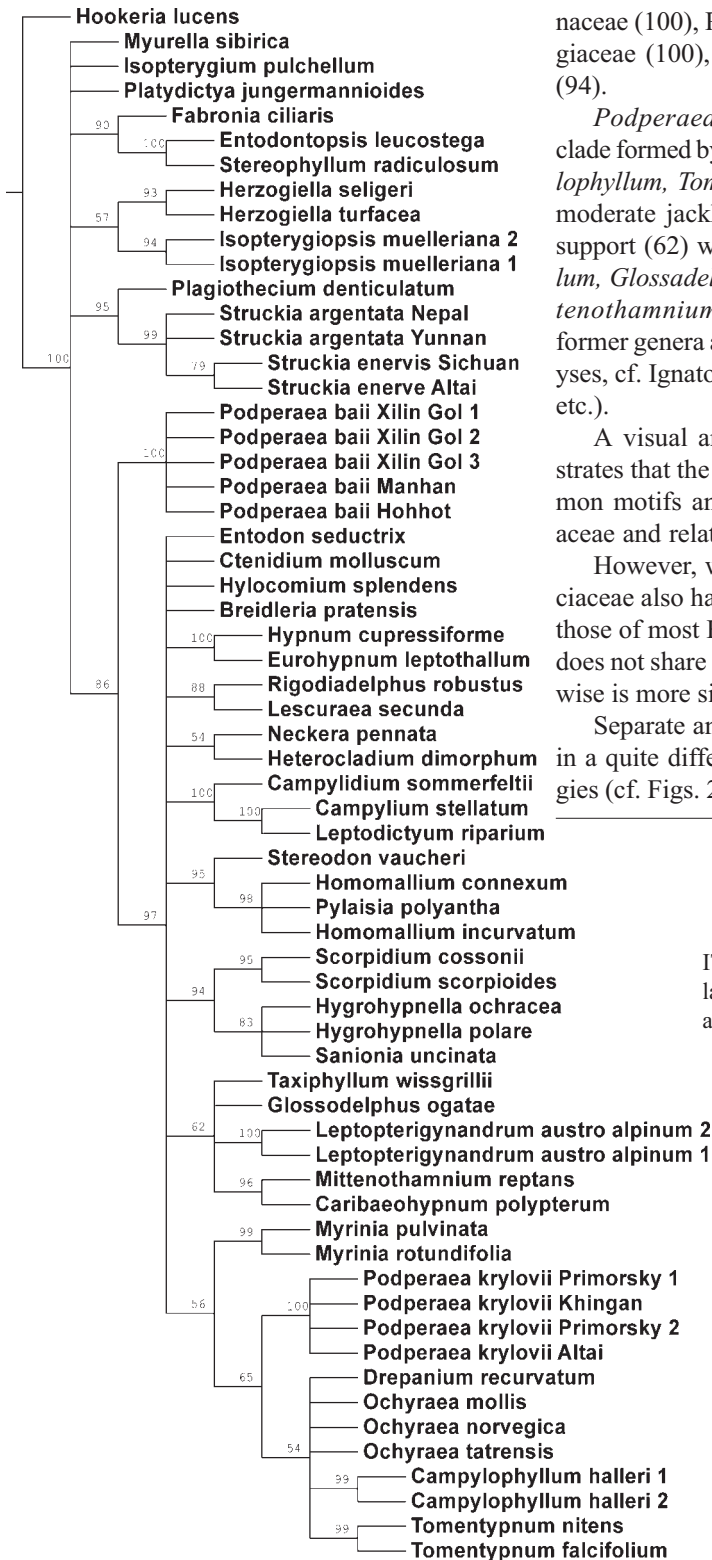 Hookeria lucens
Myurella sibirica
Isopterygium pulchellum
Platydictya jungermannioides
Fabronia ciliaris
90
100
Entodontopsis leucostega
Stereophyllum radiculosum
93
Herzogiella seligeri
Herzogiella turfacea
57
94
Isopterygiopsis muelleriana 2
Isopterygiopsis muelleriana 1
Plagiothecium denticulatum
95
Struckia argentata Nepal
99
Struckia argentata Yunnan
100
79
Struckia enervis Sichuan
Struckia enerve Altai
Podperaea baii Xilin Gol 1
Podperaea baii Xilin Gol 2
100
Podperaea baii Xilin Gol 3
Podperaea baii Manhan
Podperaea baii Hohhot
Entodon seductrix
Ctenidium molluscum
Hylocomium splendens
Breidleria pratensis
100
Hypnum cupressiforme
Eurohypnum leptothallum
86
88
Rigodiadelphus robustus
Lescuraea secunda
54
Neckera pennata
Heterocladium dimorphum
100
Campylidium sommerfeltii
100
Campylium stellatum
Leptodictyum riparium
95
Stereodon vaucheri
98
Homomallium connexum
Pylaisia polyantha
97
Homomallium incurvatum
95
Scorpidium cossonii
Scorpidium scorpioides
94
83
Hygrohypnella ochracea
Hygrohypnella polare
Sanionia uncinata
Taxiphyllum wissgrillii
Glossodelphus ogatae
62
100
Leptopterigynandrum austro alpinum 2
Leptopterigynandrum austro alpinum 1
96
Mittenothamnium reptans
Caribaeohypnum polypterum
99
Myrinia pulvinata
Myrinia rotundifolia
56
Podperaea krylovii Primorsky 1
100
Podperaea krylovii Khingan
Podperaea krylovii Primorsky 2
Podperaea krylovii Altai
65
Drepanium recurvatum
Ochyraea mollis
Ochyraea norvegica
54
Ochyraea tatrensis
99
Campylophyllum halleri 1
Campylophyllum halleri 2
99
Tomentypnum nitens
Tomentypnum falcifolium
naceae (100),
giaceae (100),
(94).
Podperaea
clade formed by
lophyllum, Tom
moderate jackk
support (62) w
lum, Glossadel
tenothamnium
former genera a
yses, cf. Ignato
etc.).
A visual an
strates that the
mon motifs an
aceae and relat
However, w
ciaceae also ha
those of most
does not share
wise is more si
Separate an
in a quite diffe
gies (cf. Figs. 2
la
a